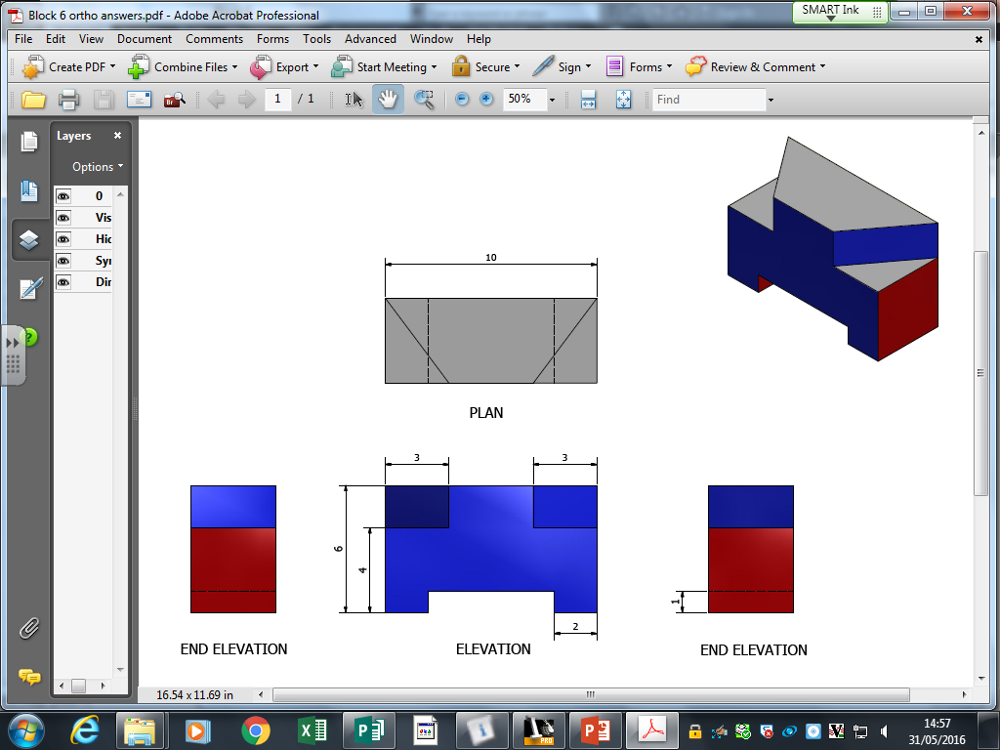 Block 6 ortho answers.pdf - Adobe Acrobat Professional
SMART Ink
File Edit View Document Comments Forms Tools Advanced Window Help
Create PDF Combine Files Export Start Meeting Secure Sign Forms Review & Comment
1 / 1 50% Find
Layers
Options
0
Vis
Hid
Syr
Dir
10
PLAN
3 3
6
4
2
1
END ELEVATION ELEVATION END ELEVATION
16.54 x 11.69 in
14:57
31/05/2016